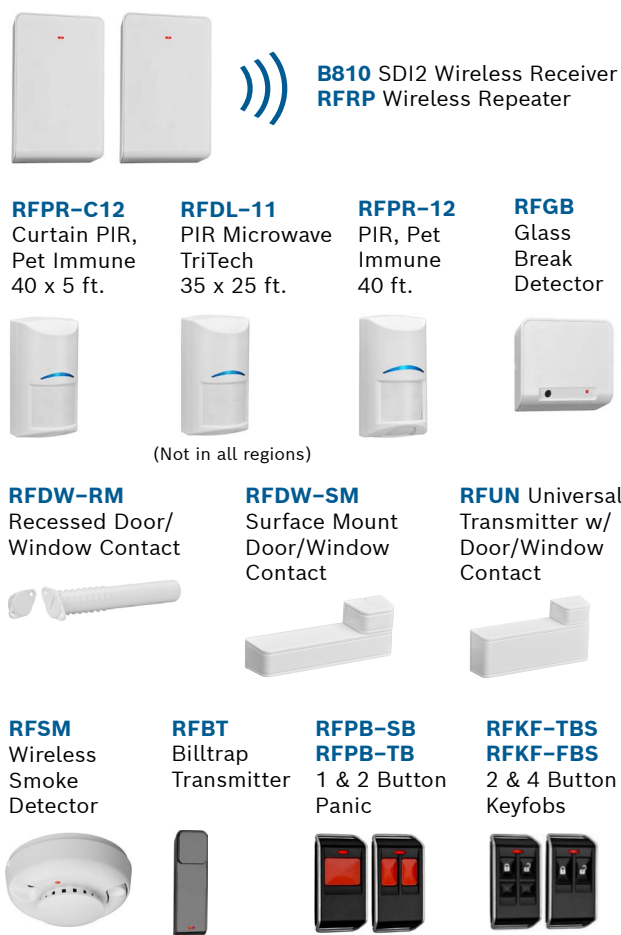 B810 SDI2 Wireless Receiver
RFRP Wireless Repeater
RFPR–C12
Curtain PIR,
Pet Immune
40 x 5 ft.
RFDL–11
PIR Microwave
TriTech
35 x 25 ft.
(Not in all regions)
RFPR–12
PIR, Pet
Immune
40 ft.
RFGB
Glass
Break
Detector
RFDW–RM
Recessed Door/
Window Contact
RFDW–SM
Surface Mount
Door/Window
Contact
RFUN Universal
Transmitter w/
Door/Window
Contact
RFSM
Wireless
Smoke
Detector
RFBT
Billtrap
Transmitter
RFPB–SB
RFPB–TB
1 & 2 Button
Panic
RFKF–TBS
RFKF–FBS
2 & 4 Button
Keyfobs